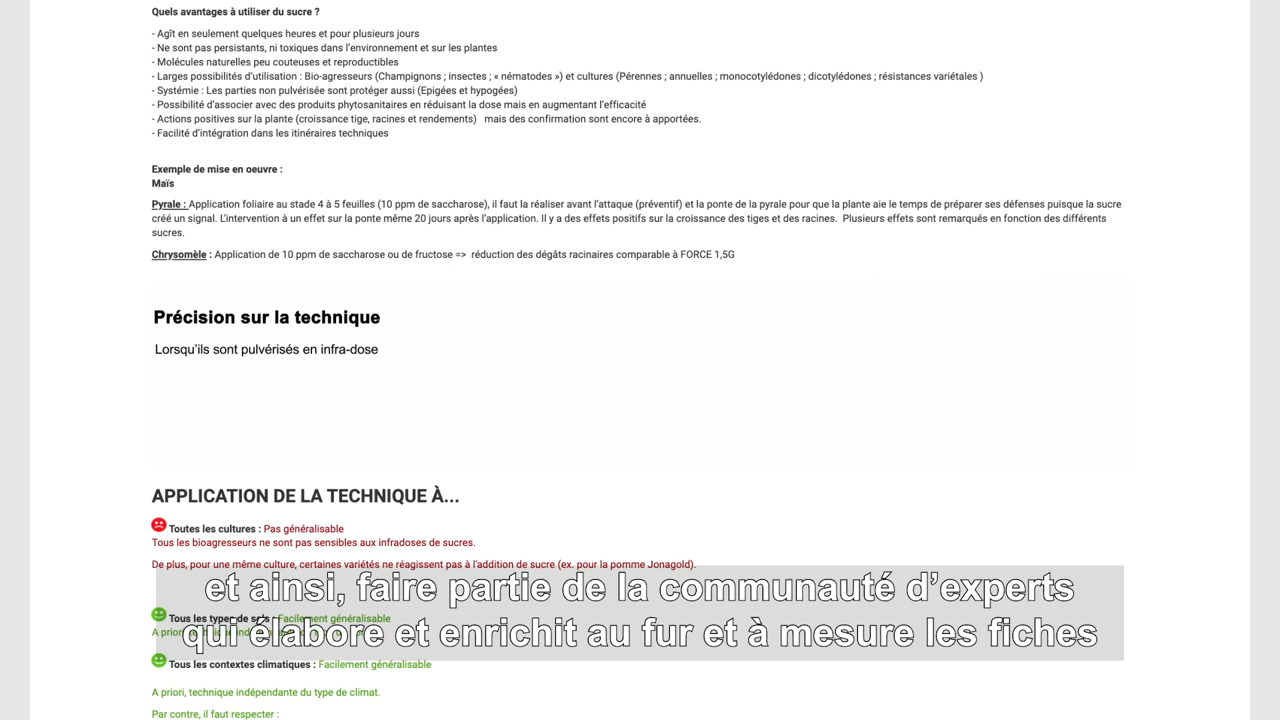 Quels avantages à utiliser du sucre ?
- Agît en seulement quelques heures et pour plusieurs jours
- Ne sont pas persistants, ni toxiques dans l'environnement et sur les plantes
- Molécules naturelles peu couteuses et reproductibles
- Larges possibilités d'utilisation : Bio-agresseurs (Champignons ; insectes ; « nématodes ») et cultures (Pérennes ; annuelles ; monocotylédones ; dicotylédones ; résistances variétales )
- Systémie : Les parties non pulvérisée sont protéger aussi (Epigées et hypogées)
- Possibilité d'associer avec des produits phytosanitaires en réduisant la dose mais en augmentant l'efficacité
- Actions positives sur la plante (croissance tige, racines et rendements) mais des confirmation sont encore à apportées.
- Facilité d'intégration dans les itinéraires techniques
Exemple de mise en oeuvre :
Maïs
Pyrale : Application foliaire au stade 4 à 5 feuilles (10 ppm de saccharose), il faut la réaliser avant l'attaque (préventif) et la ponte de la pyrale pour que la plante aie le temps de préparer ses défenses puisque la sucre
créé un signal. L'intervention à un effet sur la ponte même 20 jours après l'application. Il y a des effets positifs sur la croissance des tiges et des racines. Plusieurs effets sont remarqués en fonction des différents
sucres.
Chrysomèle : Application de 10 ppm de saccharose ou de fructose => réduction des dégâts racinaires comparable à FORCE 1,5G
Précision sur la technique
Lorsqu'ils sont pulvérisés en infra-dose
APPLICATION DE LA TECHNIQUE À...
Toutes les cultures : Pas généralisable
Tous les bioagresseurs ne sont pas sensibles aux infradoses de sucres.
De plus, pour une même culture, certaines variétés ne réagissent pas à l'addition de sucre (ex. pour la pomme Jonagold).
et ainsi, faire partie de la communauté d'experts
Tous les types de sols : Facilement généralisable
A priori
qui élabore et enrichit au fur et à mesure les fiches
Tous les contextes climatiques : Facilement généralisable
A priori, technique indépendante du type de climat.
Par contre, il faut respecter :